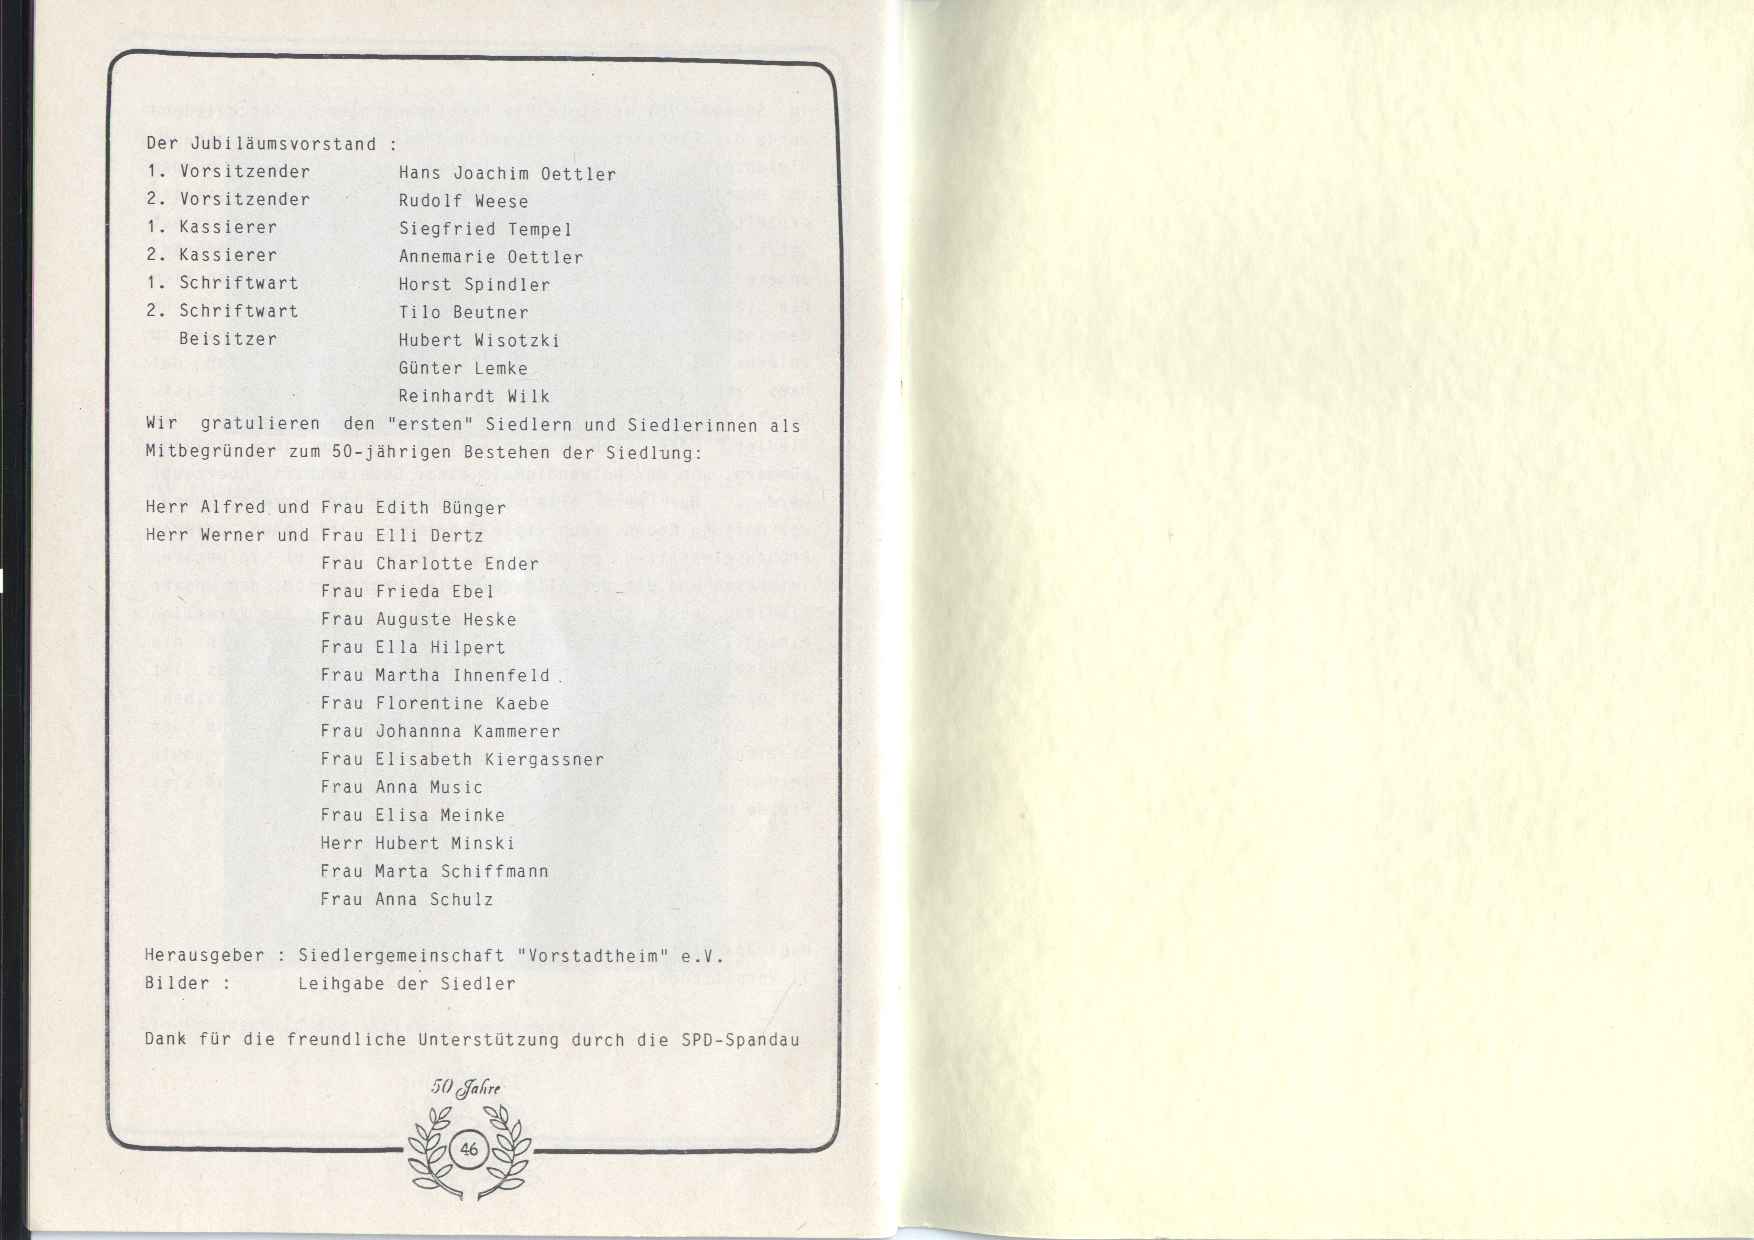 Der Jubiläumsvorstand :
1. Vorsitzender Hans Joachim Oettler
2. Vorsitzender Rudolf Weese
1. Kassierer Siegfried Tempel
2. Kassierer Annemarie Oettler
1. Schriftwart Horst Spindler
2. Schriftwart Tilo Beutner
Beisitzer Hubert Wisotzki
Günter Lemke
Reinhardt Wilk
Wir gratulieren den "ersten" Siedlern und Siedlerinnen als
Mitbegründer zum 50-jährigen Bestehen der Siedlung:
Herr Alfred und Frau Edith Bünger
Herr Werner und Frau Elli Dertz
Frau Charlotte Ender
Frau Frieda Ebel
Frau Auguste Heske
Frau Ella Hilpert
Frau Martha Ihnenfeld
Frau Florentine Kaebe
Frau Johannna Kammerer
Frau Elisabeth Kiergassner
Frau Anna Music
Frau Elisa Meinke
Herr Hubert Minski
Frau Marta Schiffmann
Frau Anna Schulz
Herausgeber : Siedlergemeinschaft "Vorstadtheim" e.V.
Bilder : Leihgabe der Siedler
Dank für die freundliche Unterstützung durch die SPD-Spandau
50 Jahre
46